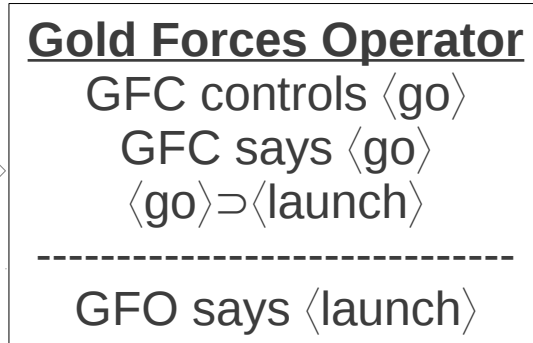 Gold Forces Operator
GFC controls ⟨go⟩
GFC says ⟨go⟩
⟨go⟩⊃⟨launch⟩
------------------------------
GFO says ⟨launch⟩